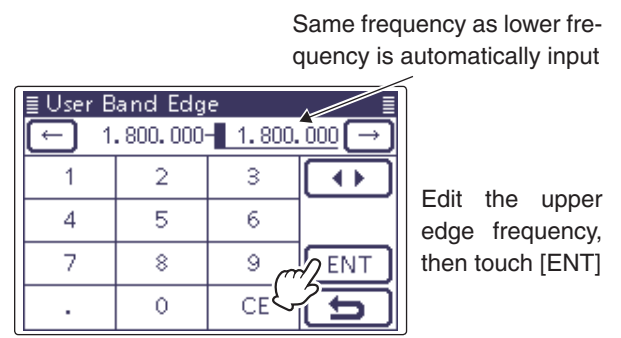 Same frequency as lower fre-
quency is automatically input
User Band Edge
← 1.800.000- 1.800.000 →
1 2 3
4 5 6
7 8 9 ENT
. 0 CE
Edit the upper
edge frequency,
then touch [ENT]